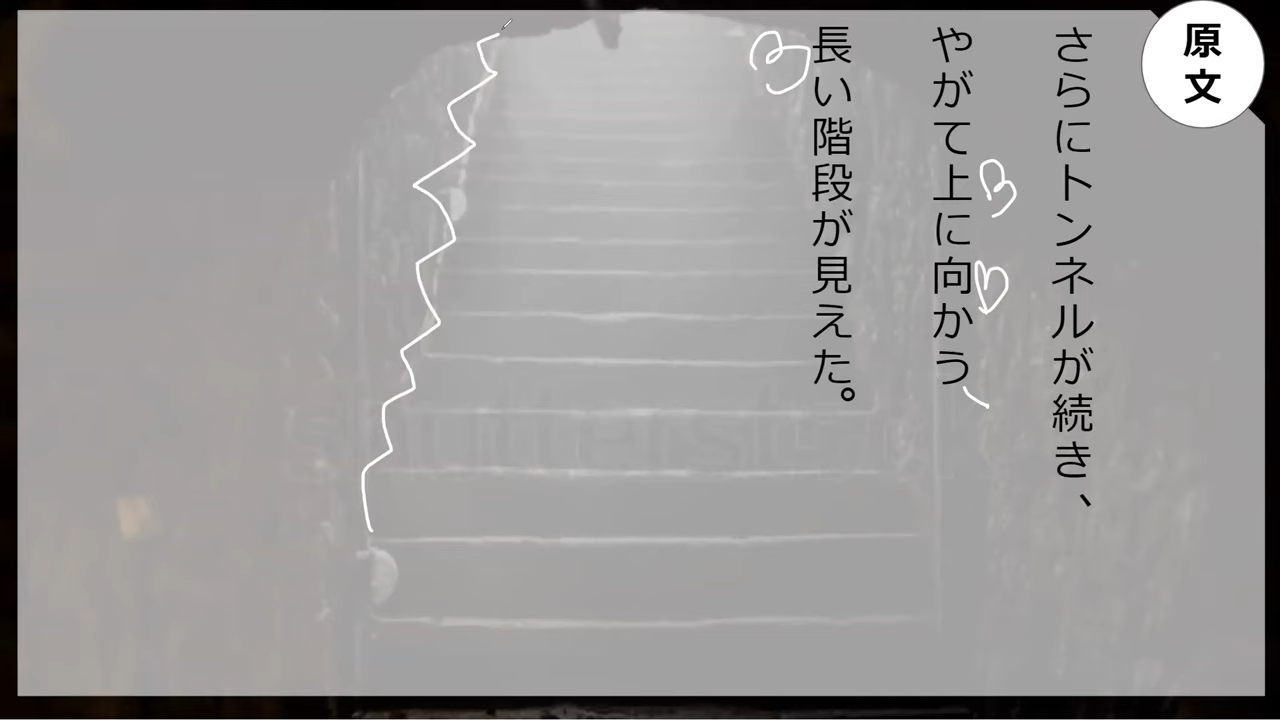 原文
さらにトンネルが続き、
やがて上に向かう
長い階段が見えた。